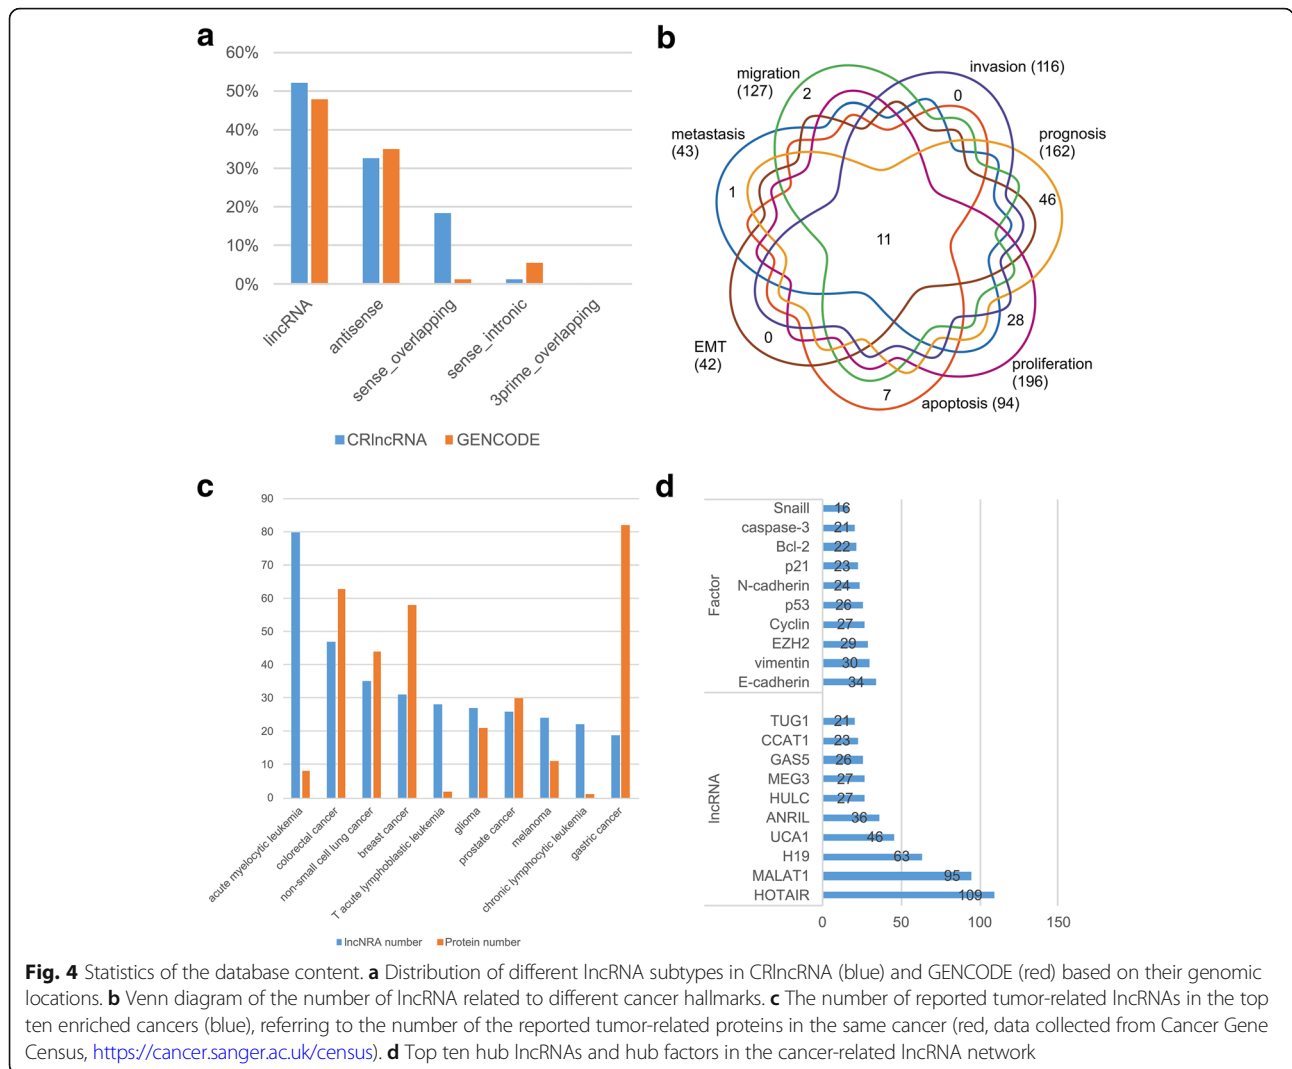 a
60%
50%
40%
30%
20%
10%
0%
lincRNA
antisense
sense_overlapping
sense_intronic
3prime_overlapping
CRlncRNA
GENCODE
b
migration
(127)
invasion (116)
metastasis
(43)
prognosis
(162)
EMT
(42)
proliferation
(196)
apoptosis (94)
2
0
1
46
11
0
28
7
c
90
80
70
60
50
40
30
20
10
0
acute myelocytic leukemia
colorectal cancer
non-small cell lung cancer
breast cancer
T acute lymphoblastic leukemia
glioma
prostate cancer
melanoma
chronic lymphocytic leukemia
gastric cancer
lncNRA number
Protein number
d
Factor
Snaill 16
caspase-3 21
Bcl-2 22
p21 23
N-cadherin 24
p53 26
Cyclin 27
EZH2 29
vimentin 30
E-cadherin 34
lncRNA
TUG1 21
CCAT1 23
GAS5 26
MEG3 27
HULC 27
ANRIL 36
UCA1 46
H19 63
MALAT1 95
HOTAIR 109
0 50 100 150
Fig. 4 Statistics of the database content. a Distribution of different lncRNA subtypes in CRlncRNA (blue) and GENCODE (red) based on their genomic
locations. b Venn diagram of the number of lncRNA related to different cancer hallmarks. c The number of reported tumor-related lncRNAs in the top
ten enriched cancers (blue), referring to the number of the reported tumor-related proteins in the same cancer (red, data collected from Cancer Gene
Census, https://cancer.sanger.ac.uk/census). d Top ten hub lncRNAs and hub factors in the cancer-related lncRNA network